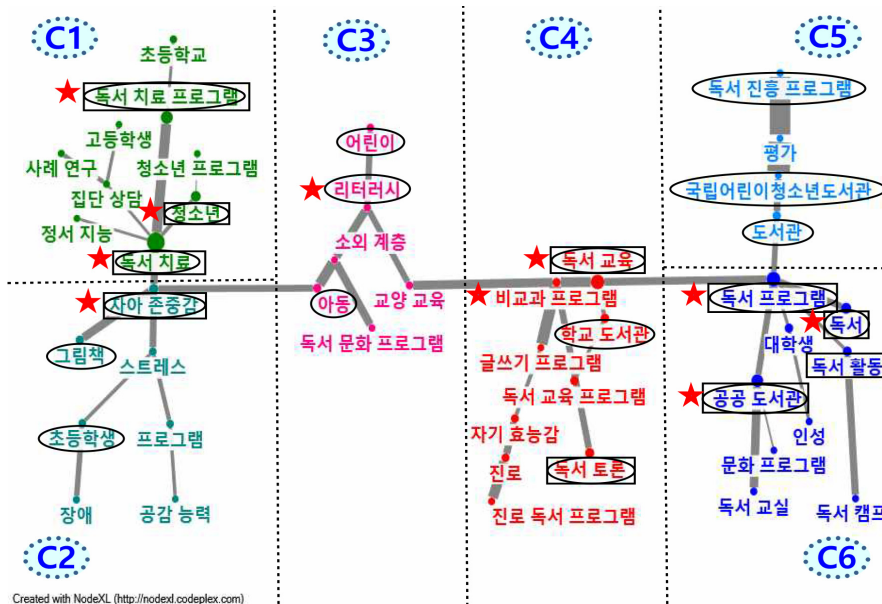 C1
초등학교
독서 치료 프로그램
고등학생
사례 연구
청소년 프로그램
집단 상담
청소년
정서 지능
독서 치료
C2
자아 존중감
그림책
스트레스
초등학생
프로그램
장애
공감 능력
C3
어린이
리터러시
소외 계층
아동
교양 교육
독서 문화 프로그램
C4
독서 교육
비교과 프로그램
학교 도서관
글쓰기 프로그램
독서 교육 프로그램
자기 효능감
진로
독서 토론
진로 독서 프로그램
C5
독서 진흥 프로그램
평가
국립어린이청소년도서관
도서관
C6
독서 프로그램
독서
대학생
독서 활동
공공 도서관
인성
문화 프로그램
독서 교실
독서 캠프
Created with NodeXL (http://nodexl.codeplex.com)